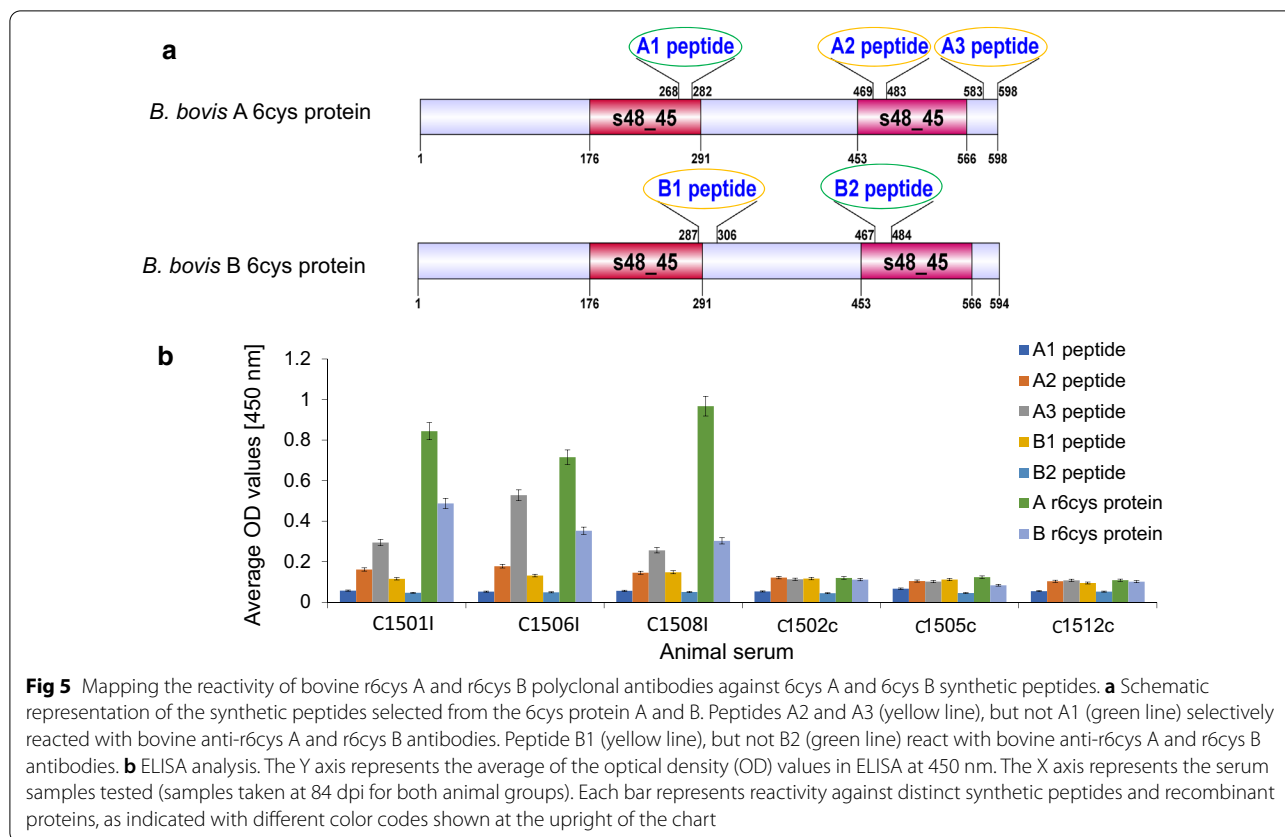 a
A1 peptide A2 peptide A3 peptide
268 282 469 483 583 598
B. bovis A 6cys protein s48_45 s48_45
1 176 291 453 566 598
B1 peptide B2 peptide
287 306 467 484
B. bovis B 6cys protein s48_45 s48_45
1 176 291 453 566 594
b
Average OD values [450 nm]
1.2
1
0.8
0.6
0.4
0.2
0
A1 peptide
A2 peptide
A3 peptide
B1 peptide
B2 peptide
A r6cys protein
B r6cys protein
C1501I C1506I C1508I C1502c C1505c C1512c
Animal serum
Fig 5 Mapping the reactivity of bovine r6cys A and r6cys B polyclonal antibodies against 6cys A and 6cys B synthetic peptides. a Schematic
representation of the synthetic peptides selected from the 6cys protein A and B. Peptides A2 and A3 (yellow line), but not A1 (green line) selectively
reacted with bovine anti-r6cys A and r6cys B antibodies. Peptide B1 (yellow line), but not B2 (green line) react with bovine anti-r6cys A and r6cys B
antibodies. b ELISA analysis. The Y axis represents the average of the optical density (OD) values in ELISA at 450 nm. The X axis represents the serum
samples tested (samples taken at 84 dpi for both animal groups). Each bar represents reactivity against distinct synthetic peptides and recombinant
proteins, as indicated with different color codes shown at the upright of the chart